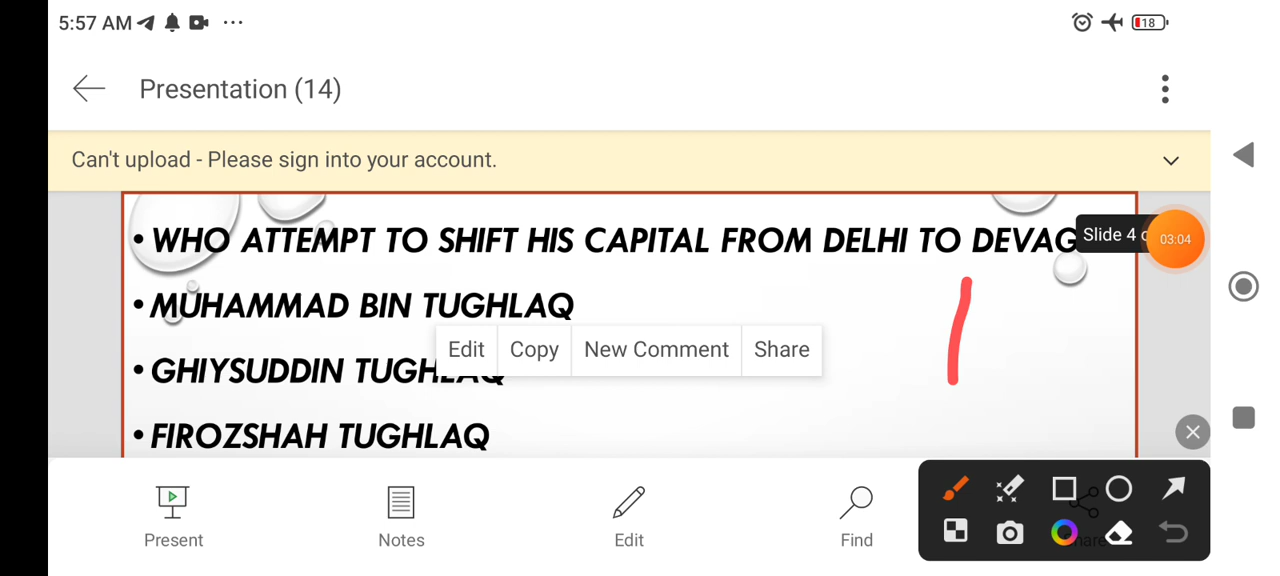 5:57 AM ...
18
Presentation (14)
Can't upload - Please sign into your account.
• WHO ATTEMPT TO SHIFT HIS CAPITAL FROM DELHI TO DEVAG
Slide 4
03:04
• MUHAMMAD BIN TUGHLAQ
Edit Copy New Comment Share
• GHIYSUDDIN TUGHLAQ
• FIROZSHAH TUGHLAQ
Present Notes Edit Find Share